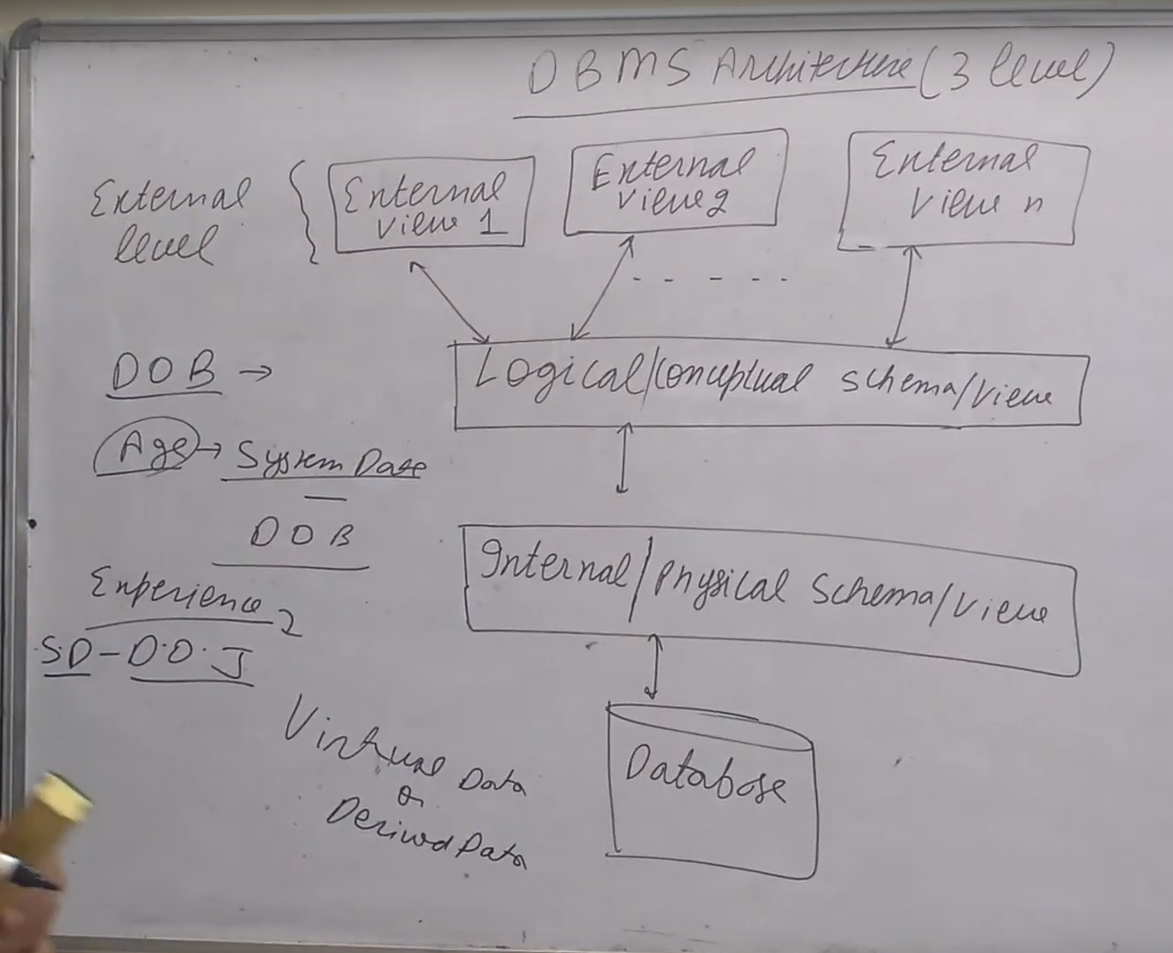 DBMS Architecture (3 level)
External
level
External
view 1
External
view 2
External
view n
- - - - -
Logical/conceptual schema/view
DOB →
Age → System Date
—
DOB
Internal/Physical Schema/view
Experience
SD - D.O.J
Database
Virtual Data
or
Derived Data